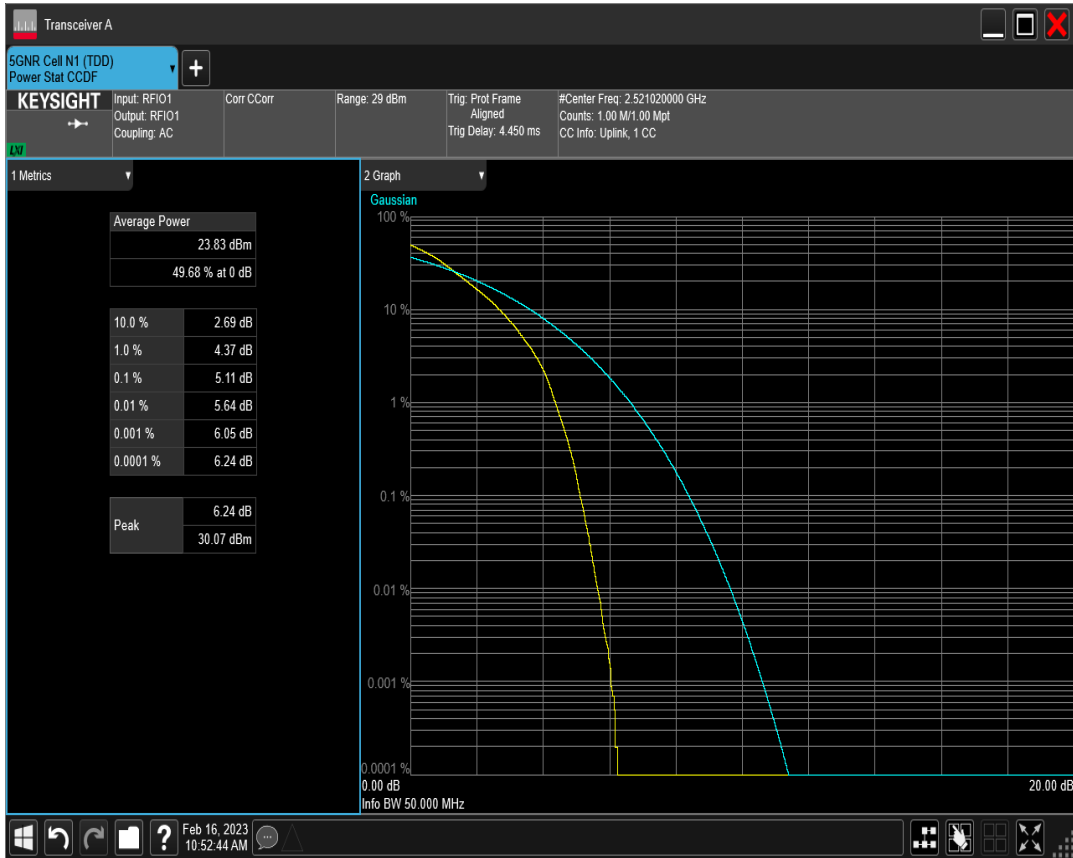 Transceiver A
5GNR Cell N1 (TDD)
Power Stat CCDF
+
KEYSIGHT
LXI
Input: RFIO1
Output: RFIO1
Coupling: AC
Corr CCorr
Range: 29 dBm
Trig: Prot Frame
Aligned
Trig Delay: 4.450 ms
#Center Freq: 2.521020000 GHz
Counts: 1.00 M/1.00 Mpt
CC Info: Uplink, 1 CC
1 Metrics
Average Power
23.83 dBm
49.68 % at 0 dB
10.0 % 2.69 dB
1.0 % 4.37 dB
0.1 % 5.11 dB
0.01 % 5.64 dB
0.001 % 6.05 dB
0.0001 % 6.24 dB
Peak 6.24 dB
30.07 dBm
2 Graph
Gaussian
100 %
10 %
1 %
0.1 %
0.01 %
0.001 %
0.0001 %
0.00 dB 20.00 dB
Info BW 50.000 MHz
? Feb 16, 2023
10:52:44 AM